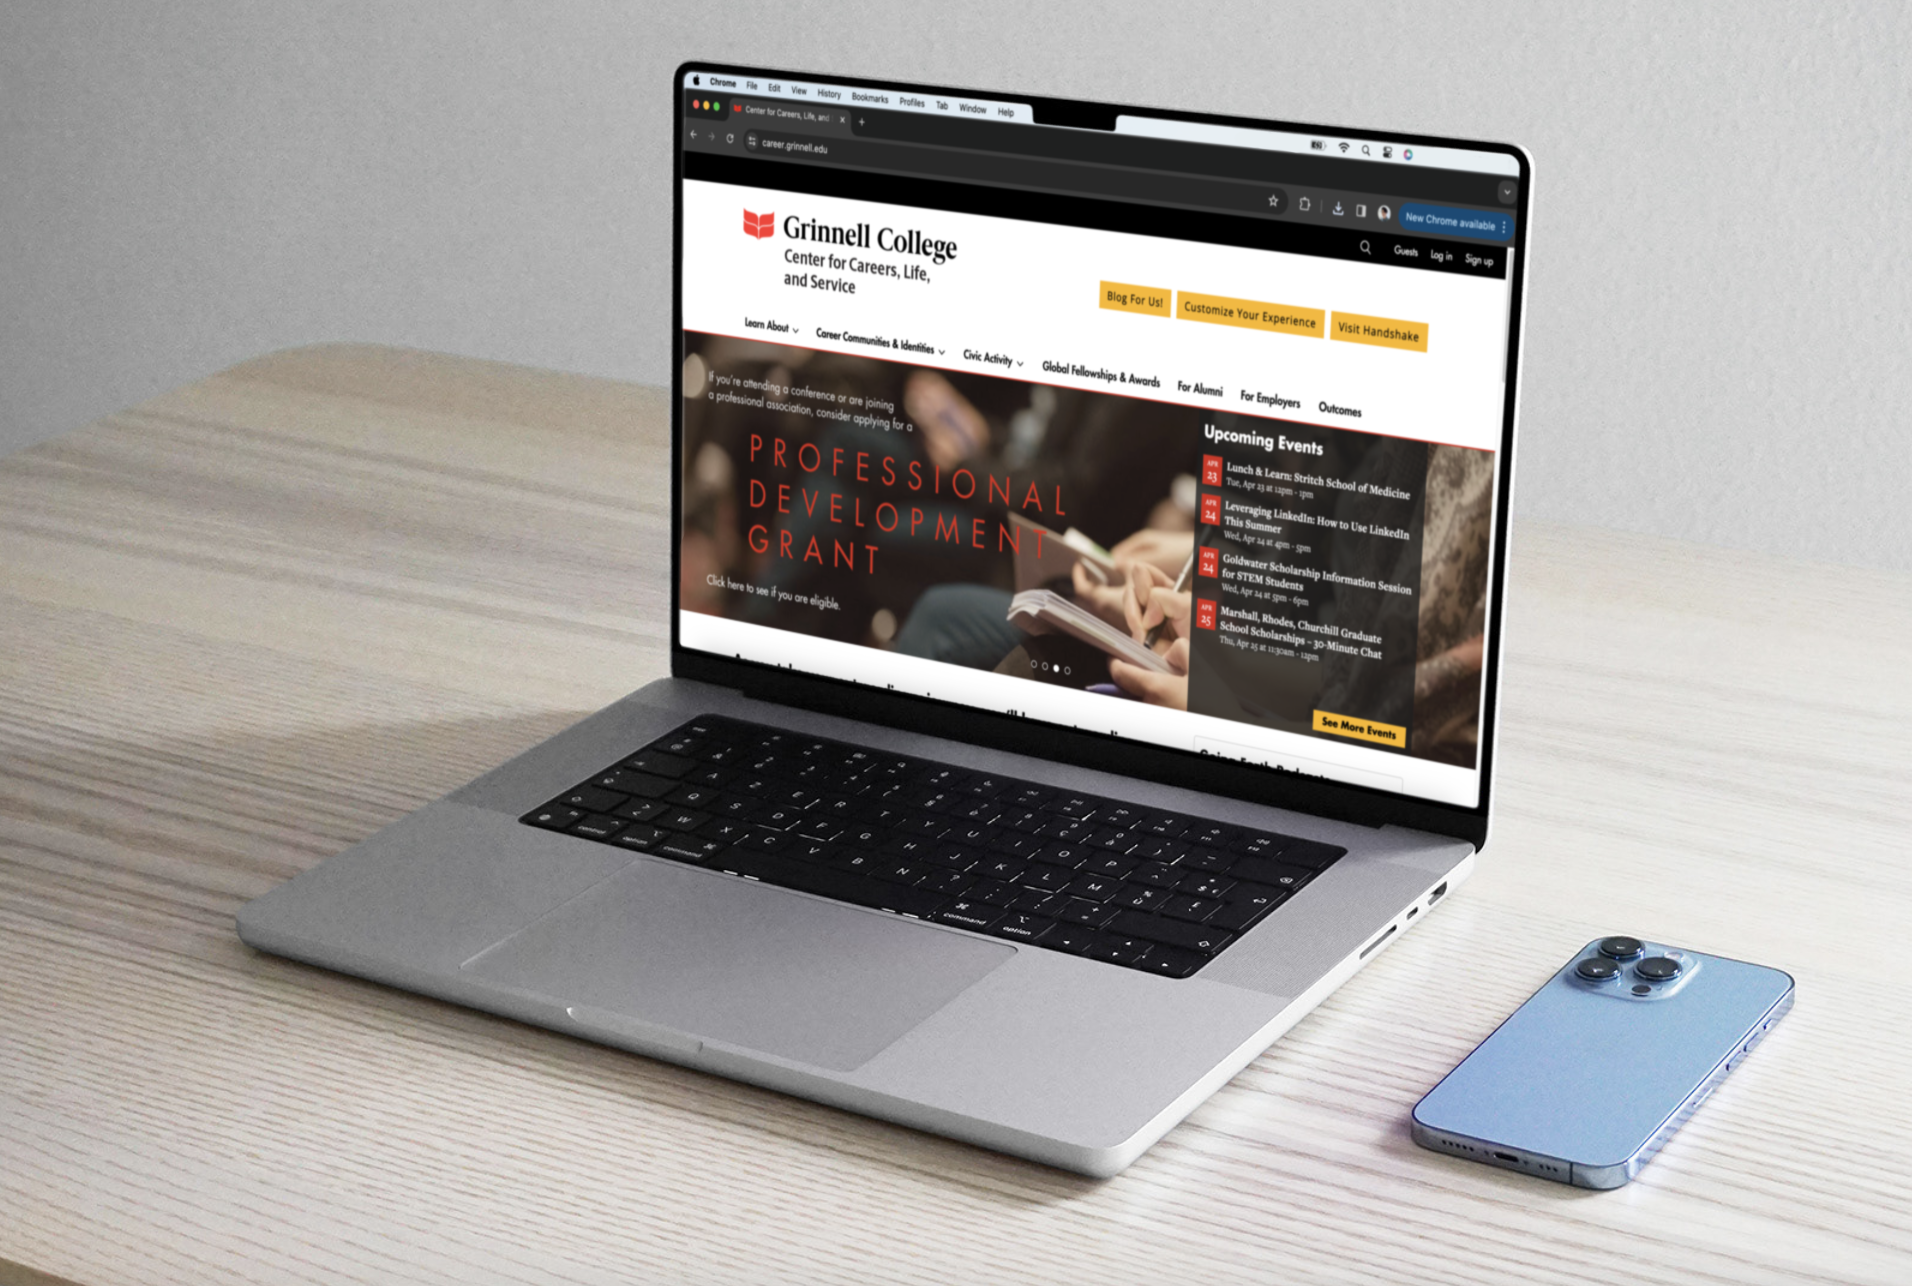 Chrome File Edit View History Bookmarks Profiles Tab Window Help
Center for Careers, Life, and
career.grinnell.edu
New Chrome available
Guests Log in Sign up
Grinnell College
Center for Careers, Life,
and Service
Blog For Us! Customize Your Experience Visit Handshake
Learn About Career Communities & Identities Civic Activity Global Fellowships & Awards For Alumni For Employers Outcomes
If you're attending a conference or are joining
a professional association, consider applying for a
PROFESSIONAL
DEVELOPMENT
GRANT
Click here to see if you are eligible.
Upcoming Events
APR
23
Lunch & Learn: Stritch School of Medicine
Tue, Apr 23 at 12pm - 1pm
APR
24
Leveraging LinkedIn: How to Use LinkedIn
This Summer
Wed, Apr 24 at 4pm - 5pm
APR
24
Goldwater Scholarship Information Session
for STEM Students
Wed, Apr 24 at 5pm - 6pm
APR
25
Marshall, Rhodes, Churchill Graduate
School Scholarships – 30-Minute Chat
Thu, Apr 25 at 11:30am - 12pm
See More Events
A Z E R T Y U I O P
Q S D F G H J K L M
W X C V B N
control option command command option